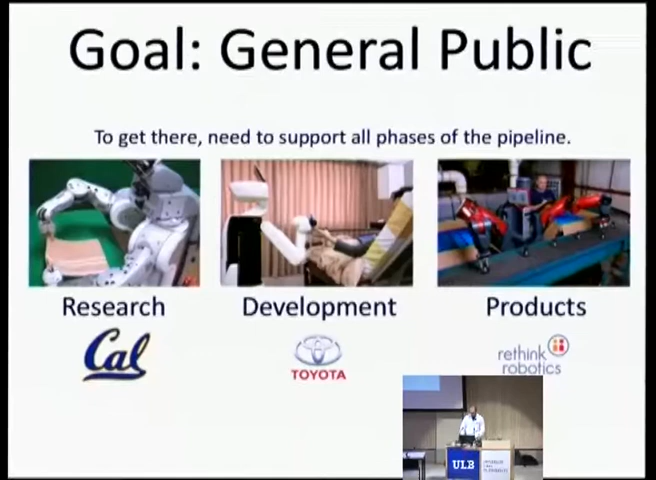 Goal: General Public
To get there, need to support all phases of the pipeline.
Research
Development
Products
Cal
TOYOTA
rethink
robotics
ULB